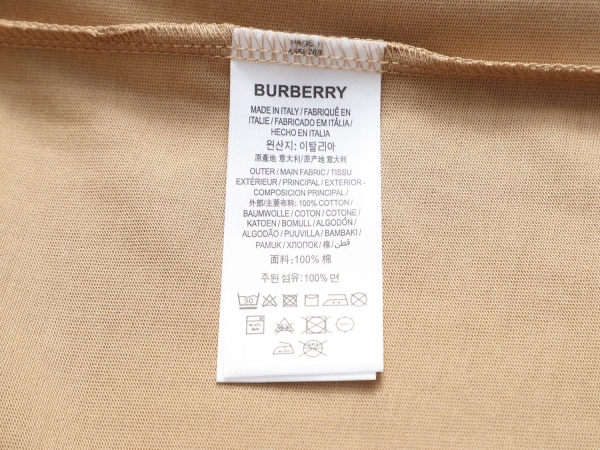 BURBERRY
MADE IN ITALY / FABRIQUÉ EN
ITALIE / FABRICADO EM ITÁLIA /
HECHO EN ITALIA
원산지: 이탈리아
原產地 意大利/原产地 意大利
OUTER / MAIN FABRIC / TISSU
EXTÉRIEUR / PRINCIPAL / EXTERIOR -
COMPOSICION PRINCIPAL /
外部/主要布料: 100% COTTON /
BAUMWOLLE / COTON / COTONE /
KATOEN / BOMULL / ALGODÓN /
ALGODÃO / PUUVILLA / BAMBAKI /
PAMUK / ХЛОПОК / 棉 / قطن/
面料: 100% 棉
주된 섬유: 100% 면
30